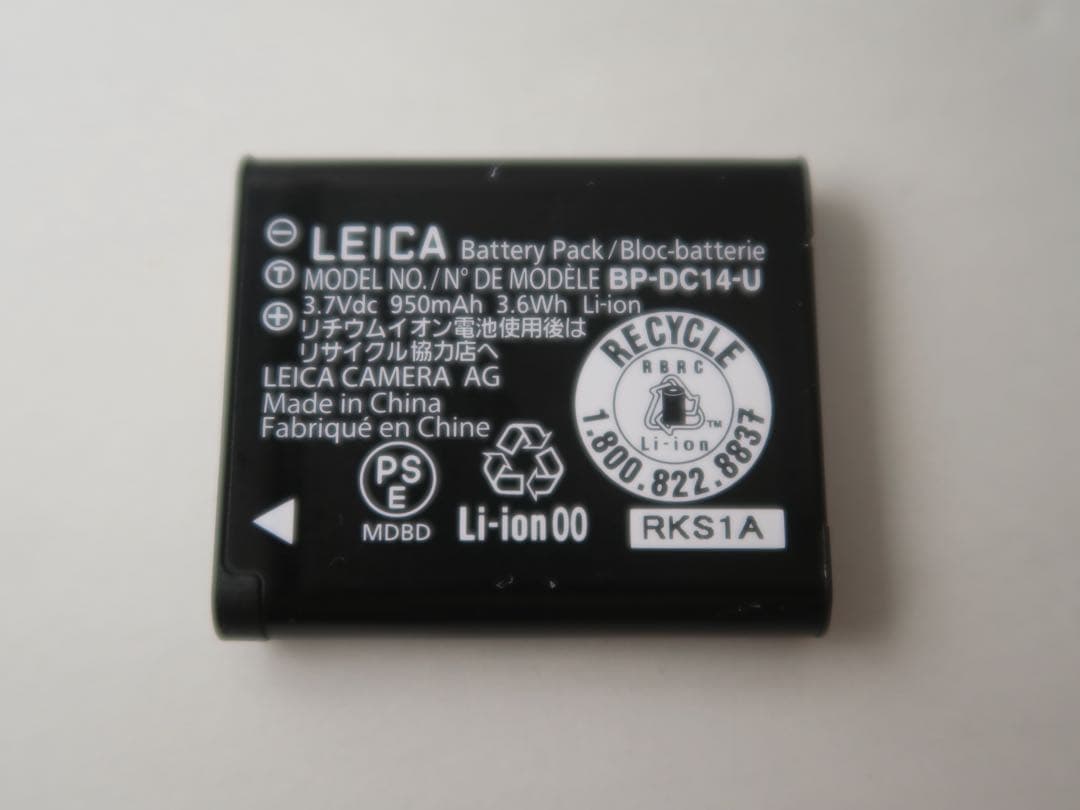 LEICA Battery Pack/Bloc-batterie
T MODEL NO./N° DE MODÈLE BP-DC14-U
3.7Vdc 950mAh 3.6Wh Li-ion
リチウムイオン電池使用後は
リサイクル協力店へ
LEICA CAMERA AG
Made in China
Fabriqué en Chine
RECYCLE
RBRC
TM
Li-ion
1.800.822.8837
PS
E
MDBD
Li-ion 00
RKS1A